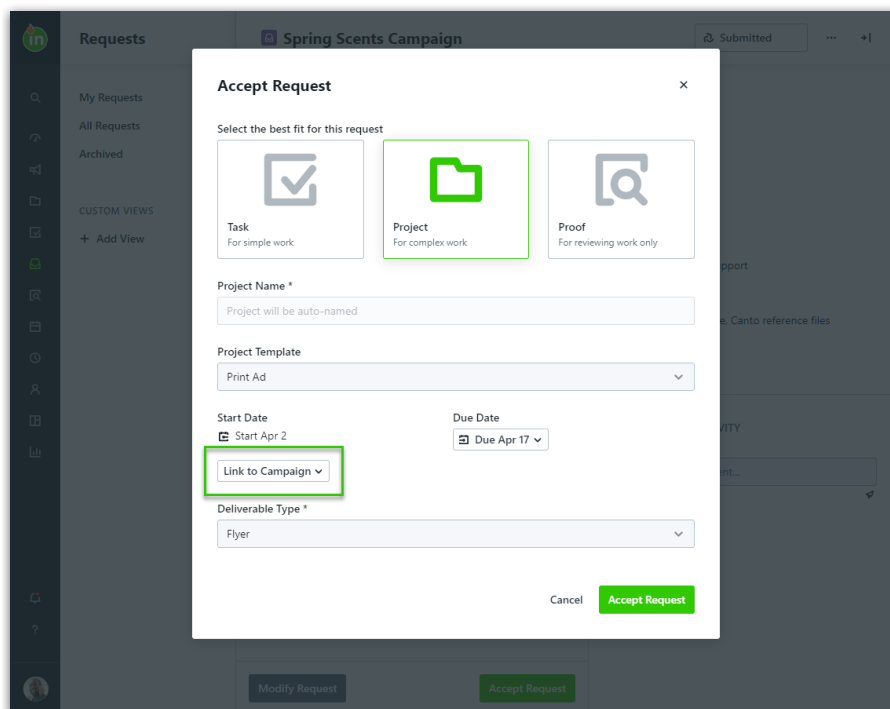 in
Requests
Spring Scents Campaign
Submitted
My Requests
All Requests
Archived
CUSTOM VIEWS
+ Add View
Accept Request
Select the best fit for this request
Task
For simple work
Project
For complex work
Proof
For reviewing work only
Project Name *
Project will be auto-named
Project Template
Print Ad
Start Date
Due Date
Start Apr 2
Due Apr 17
Link to Campaign
Deliverable Type *
Flyer
Cancel
Accept Request
pport
e, Canto reference files
VITY
ent...
Modify Request
Accept Request
?